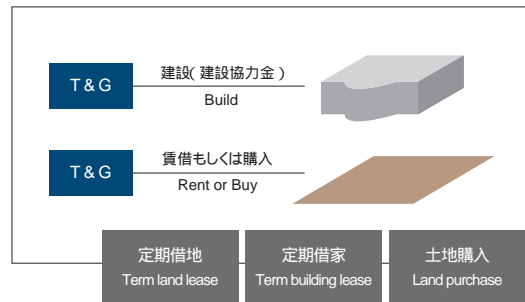 T & G
建設(建設協力金)
Build
T & G
賃借もしくは購入
Rent or Buy
定期借地
Term land lease
定期借家
Term building lease
土地購入
Land purchase